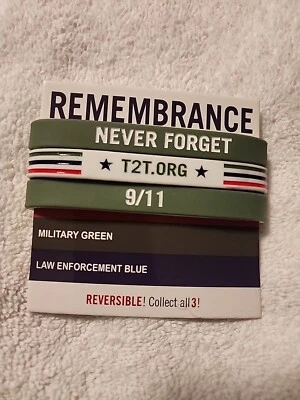 REMEMBRANCE
NEVER FORGET
★ T2T.ORG ★
9/11
MILITARY GREEN
LAW ENFORCEMENT BLUE
REVERSIBLE! Collect all 3!